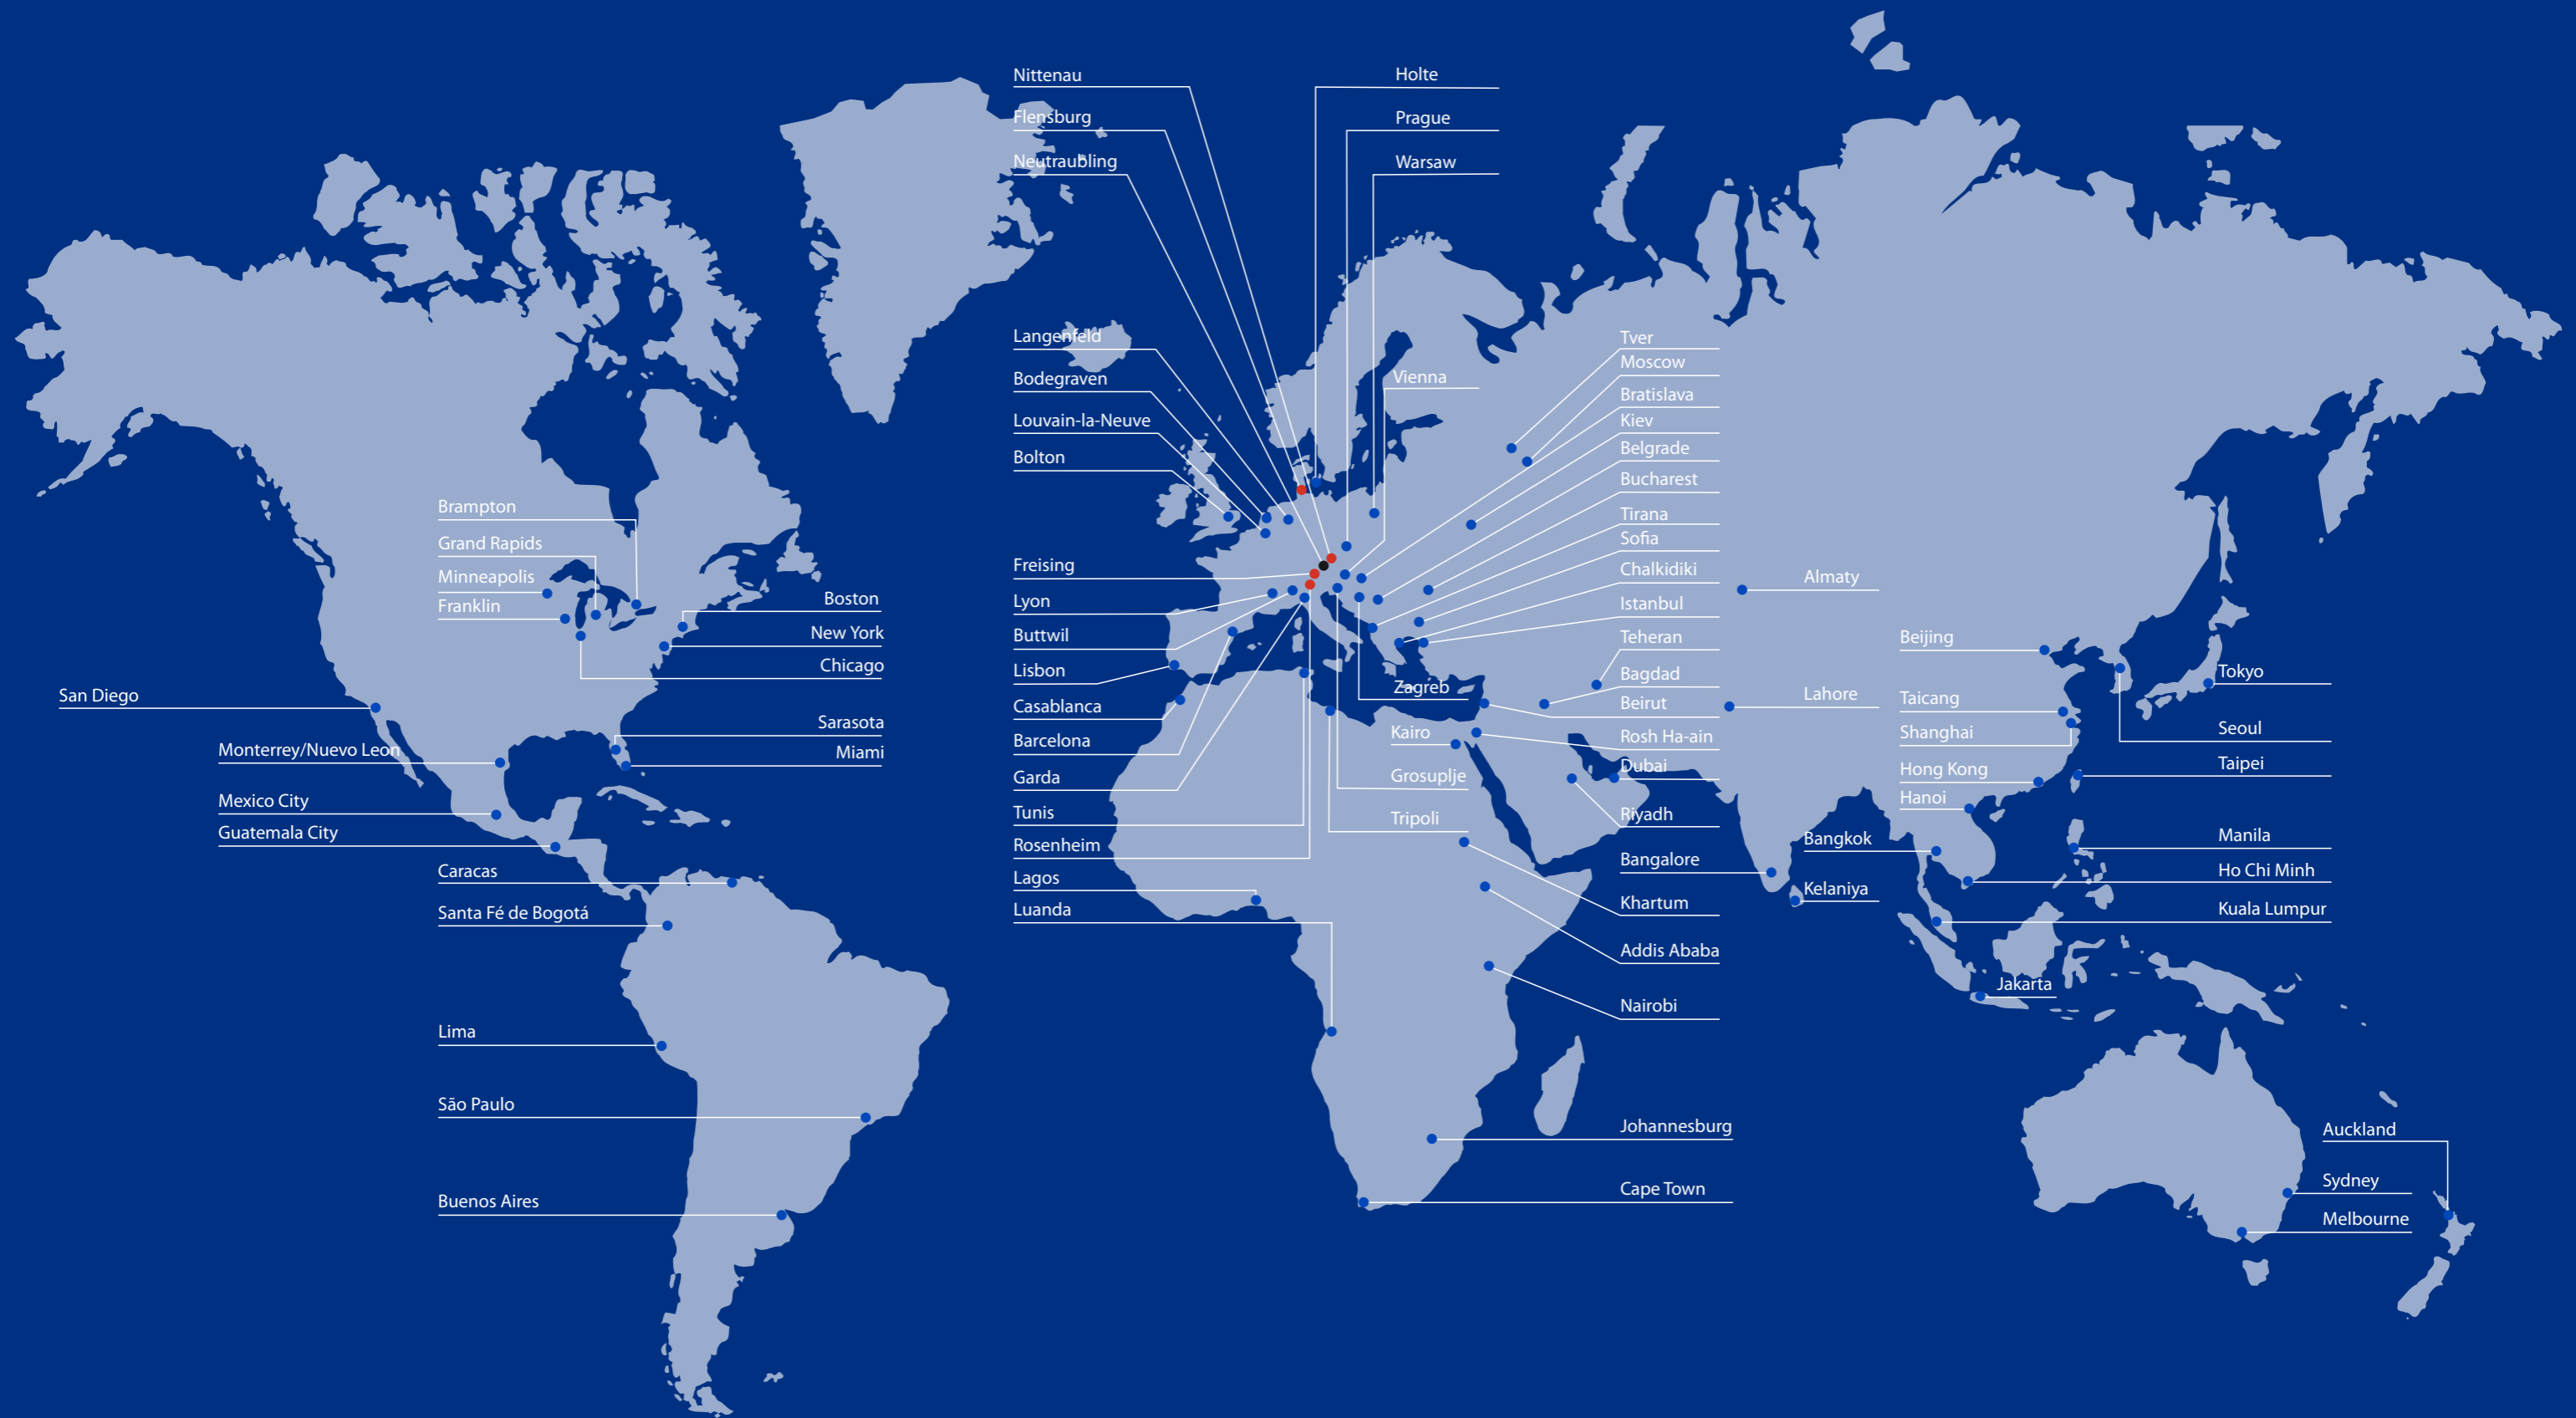 Nittenau
Flensburg
Neutraubling
Holte
Prague
Warsaw
Langenfeld
Bodegraven
Louvain-la-Neuve
Bolton
Vienna
Tver
Moscow
Bratislava
Kiev
Belgrade
Bucharest
Tirana
Sofia
Chalkidiki
Istanbul
Teheran
Bagdad
Beirut
Rosh Ha-ain
Dubai
Riyadh
Bangalore
Khartum
Addis Ababa
Nairobi
Johannesburg
Cape Town
Brampton
Grand Rapids
Minneapolis
Franklin
Boston
New York
Chicago
San Diego
Sarasota
Miami
Monterrey/Nuevo Leon
Mexico City
Guatemala City
Caracas
Santa Fé de Bogotá
Lima
São Paulo
Buenos Aires
Freising
Lyon
Buttwil
Lisbon
Casablanca
Barcelona
Garda
Tunis
Rosenheim
Lagos
Luanda
Zagreb
Kairo
Grosuplje
Tripoli
Almaty
Lahore
Bangkok
Kelaniya
Beijing
Taicang
Shanghai
Hong Kong
Hanoi
Tokyo
Seoul
Taipei
Manila
Ho Chi Minh
Kuala Lumpur
Jakarta
Auckland
Sydney
Melbourne